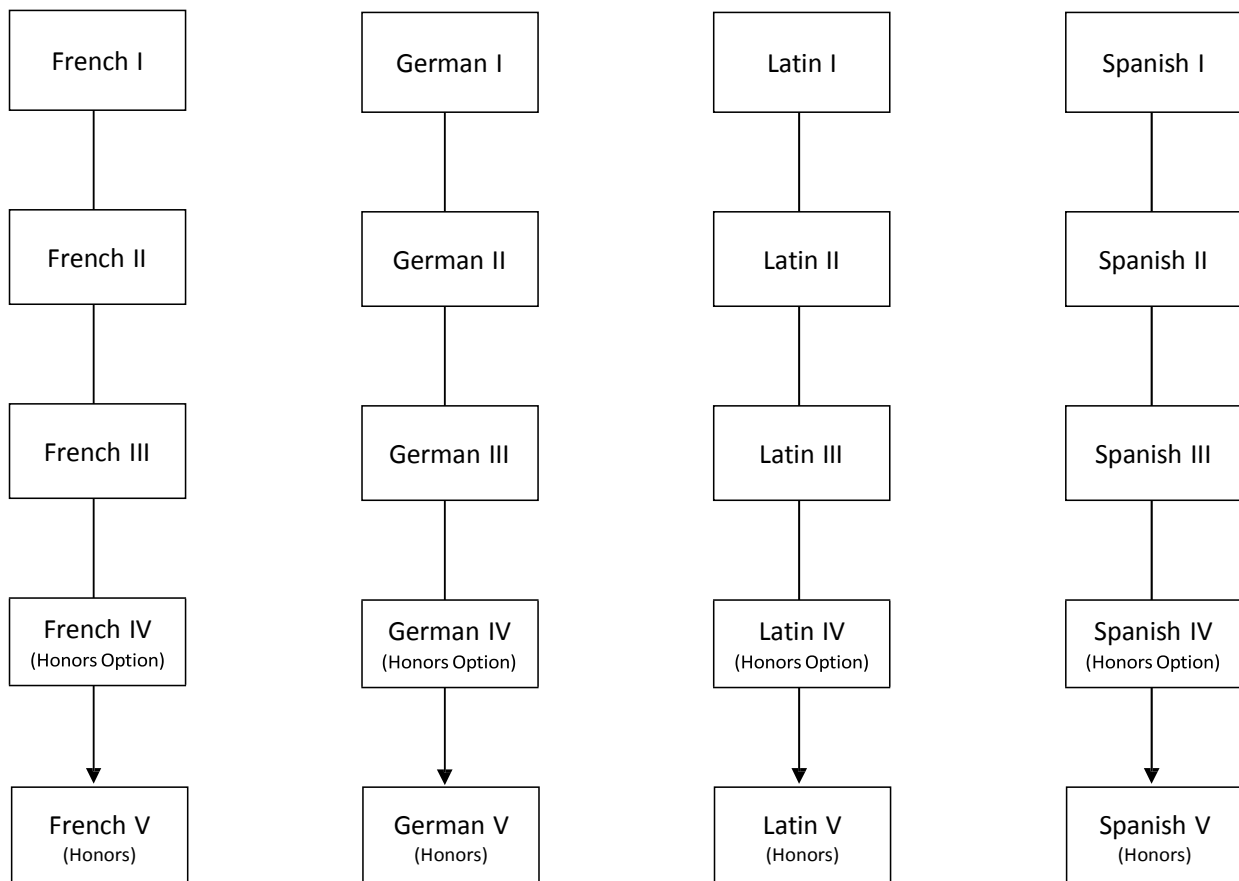 French I
German I
Latin I
Spanish I
French II
German II
Latin II
Spanish II
French III
German III
Latin III
Spanish III
French IV
(Honors Option)
German IV
(Honors Option)
Latin IV
(Honors Option)
Spanish IV
(Honors Option)
French V
(Honors)
German V
(Honors)
Latin V
(Honors)
Spanish V
(Honors)